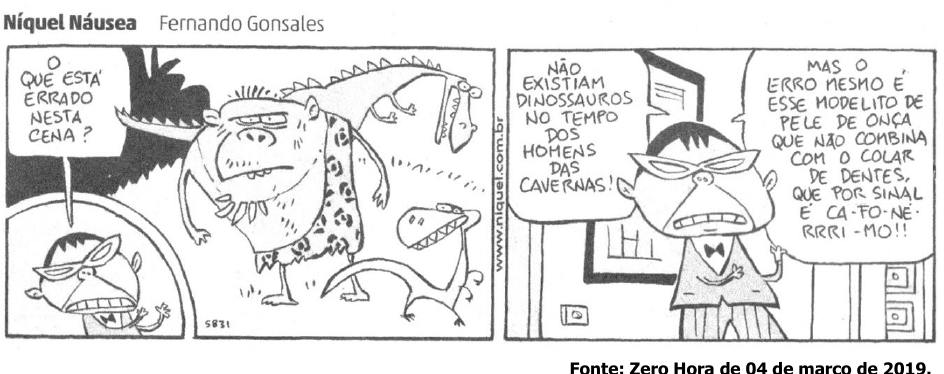 Níquel Náusea Fernando Gonsales
O
QUE ESTÁ
ERRADO
NESTA
CENA?
5831
www.niquel.com.br
NÃO
EXISTIAM
DINOSSAUROS
NO TEMPO
DOS
HOMENS
DAS
CAVERNAS!
MAS O
ERRO MESMO É
ESSE MODELITO DE
PELE DE ONÇA
QUE NÃO COMBINA
COM O COLAR
DE DENTES,
QUE POR SINAL
É CA-FO-NÉ-
RRRI-MO!!
Fonte: Zero Hora de 04 de março de 2019.